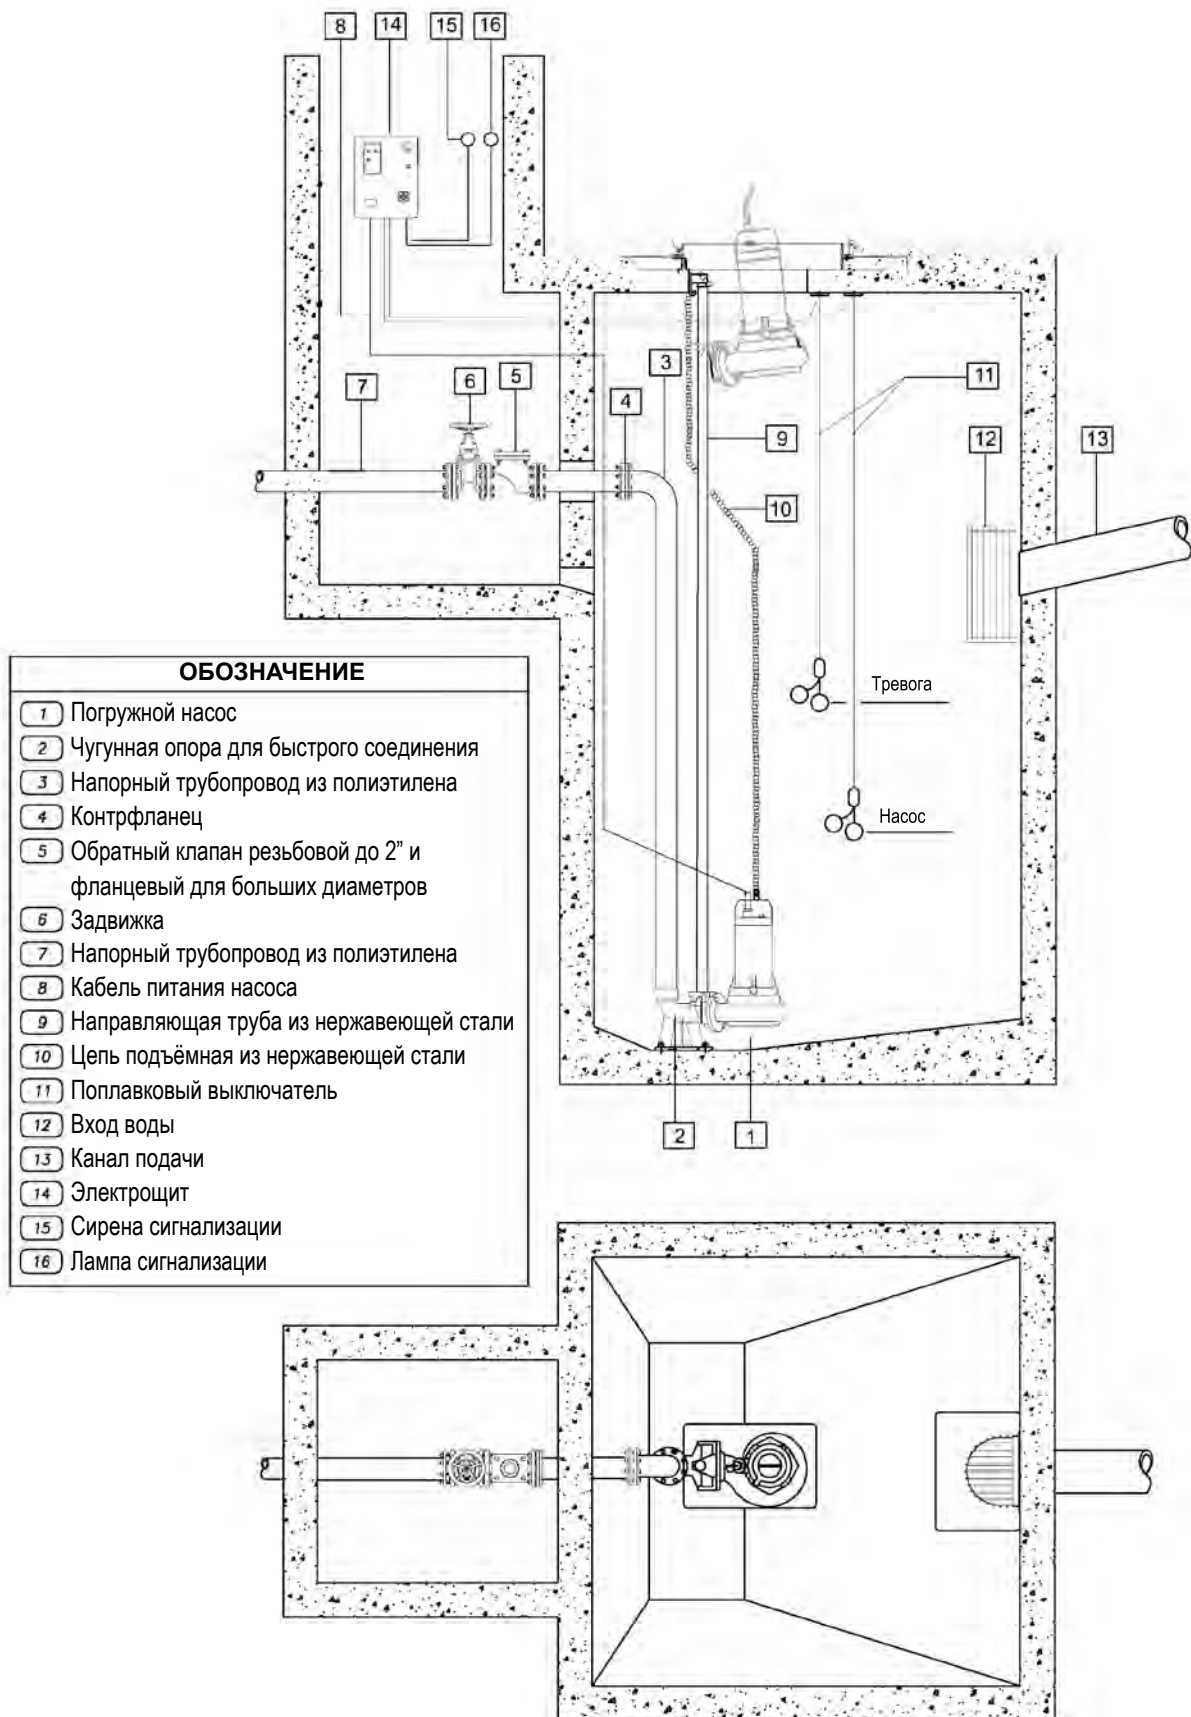 8 14 15 16
3
7 6 5 4 11
9 12 13
10
Тревога
Насос
2 1
ОБОЗНАЧЕНИЕ
1 Погружной насос
2 Чугунная опора для быстрого соединения
3 Напорный трубопровод из полиэтилена
4 Контрфланец
5 Обратный клапан резьбовой до 2” и
фланцевый для больших диаметров
6 Задвижка
7 Напорный трубопровод из полиэтилена
8 Кабель питания насоса
9 Направляющая труба из нержавеющей стали
10 Цепь подъёмная из нержавеющей стали
11 Поплавковый выключатель
12 Вход воды
13 Канал подачи
14 Электрощит
15 Сирена сигнализации
16 Лампа сигнализации